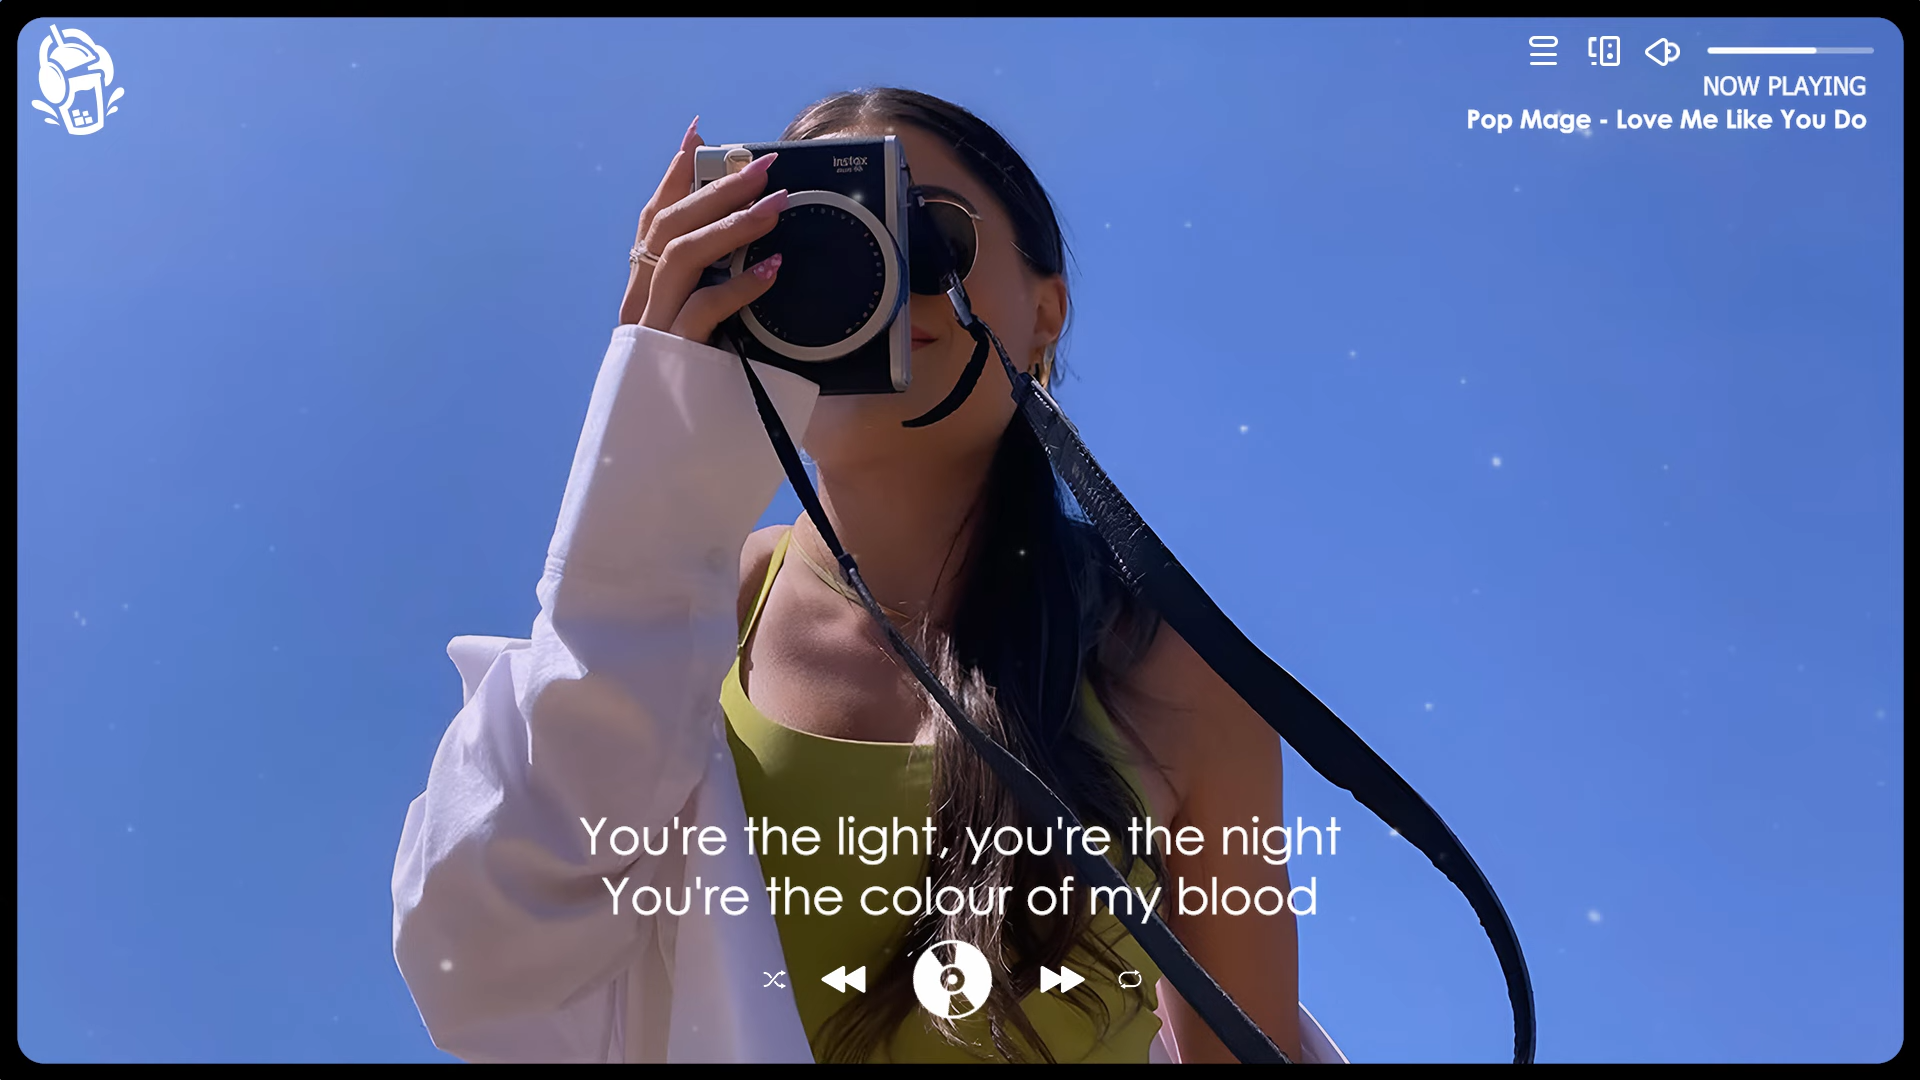 NOW PLAYING
Pop Mage - Love Me Like You Do
instax
You're the light, you're the night
You're the colour of my blood